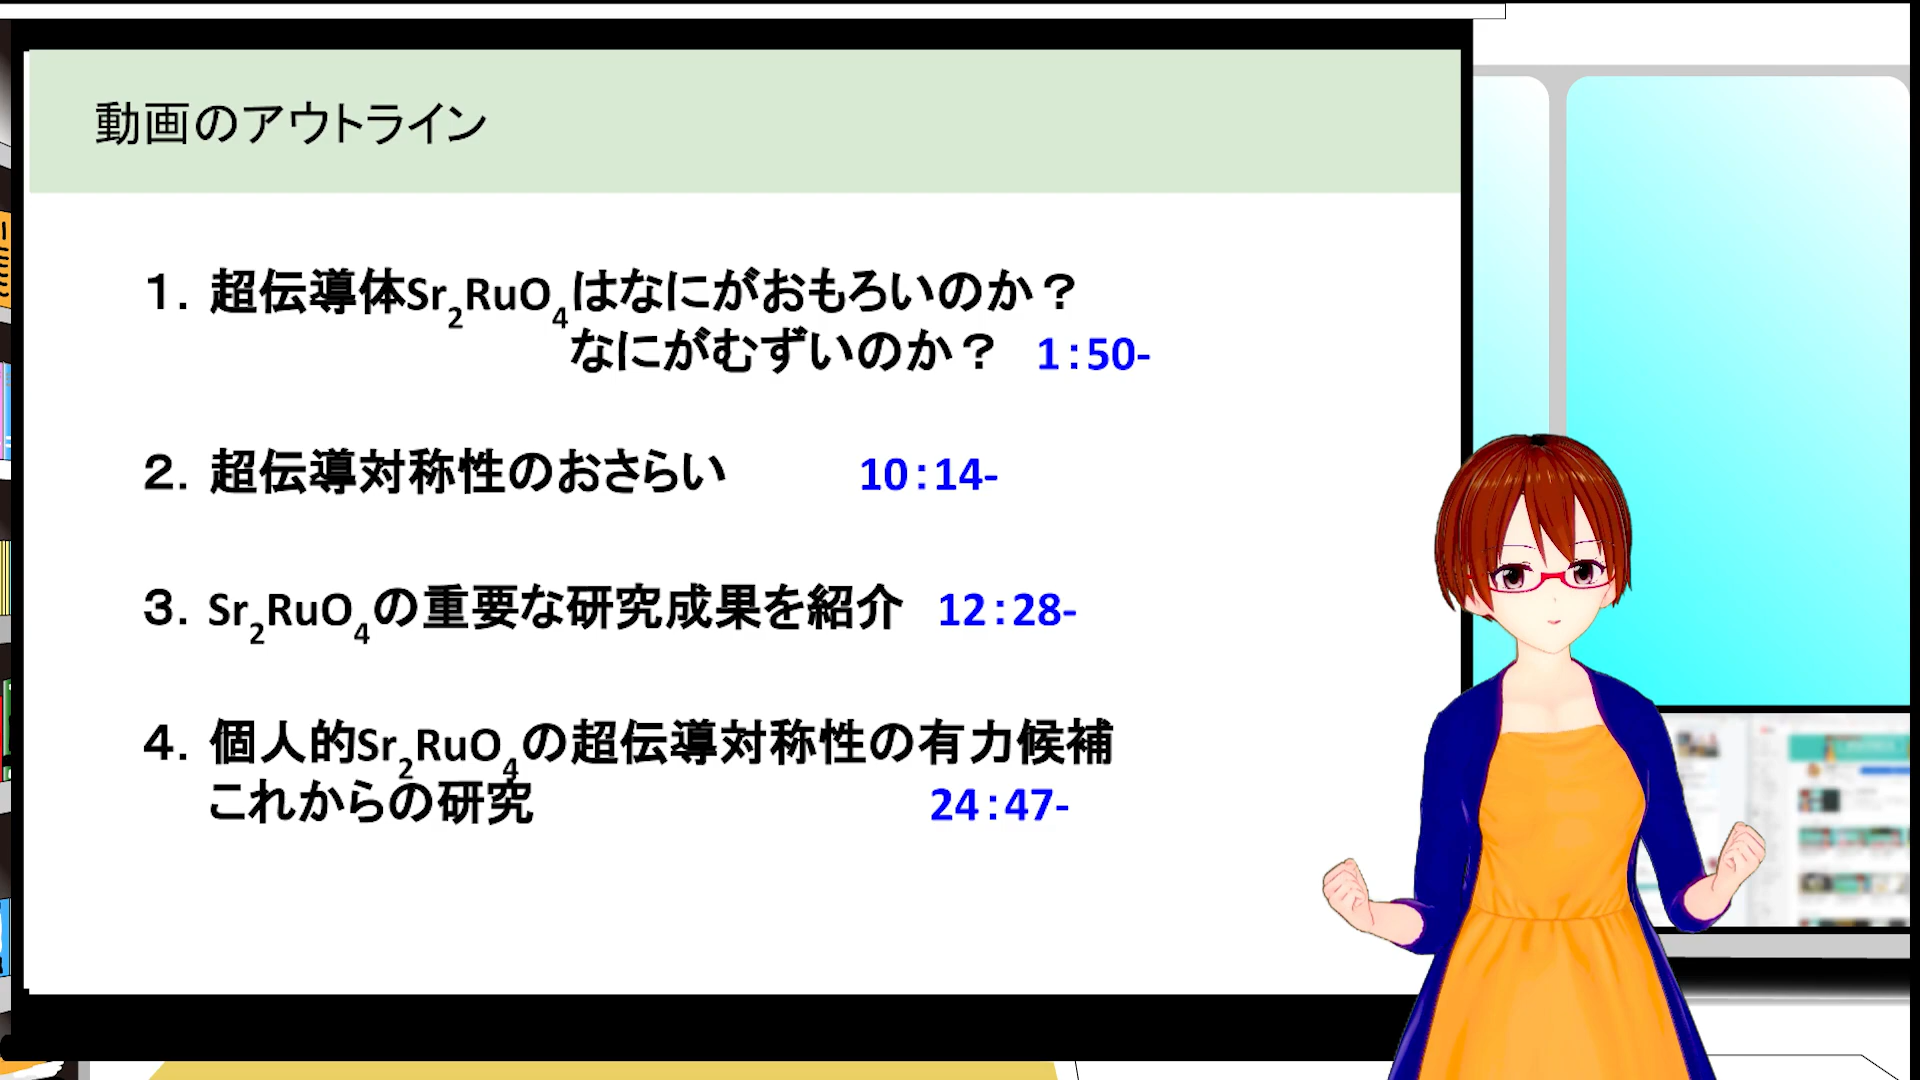 動画のアウトライン
１．超伝導体Sr₂RuO₄はなにがおもろいのか？
なにがむずいのか？ 1:50-
２．超伝導対称性のおさらい 10:14-
３．Sr₂RuO₄の重要な研究成果を紹介 12:28-
４．個人的Sr₂RuO₄の超伝導対称性の有力候補
これからの研究 24:47-